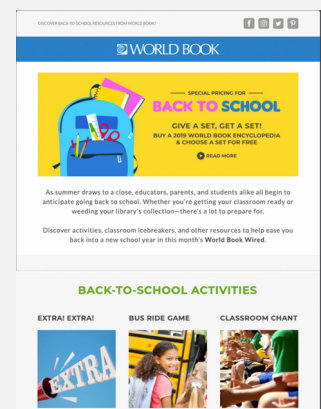 DISCOVER BACK-TO-SCHOOL RESOURCES FROM WORLD BOOK!
WORLD BOOK
SPECIAL PRICING FOR
BACK TO SCHOOL
GIVE A SET, GET A SET!
BUY A 2019 WORLD BOOK ENCYCLOPEDIA
& CHOOSE A SET FOR FREE
READ MORE
As summer draws to a close, educators, parents, and students alike all begin to
anticipate going back to school. Whether you're getting your classroom ready or
weeding your library's collection—there's a lot to prepare for.
Discover activities, classroom icebreakers, and other resources to help ease you
back into a new school year in this month's World Book Wired.
BACK-TO-SCHOOL ACTIVITIES
EXTRA! EXTRA!
BUS RIDE GAME
CLASSROOM CHANT
EXTRA